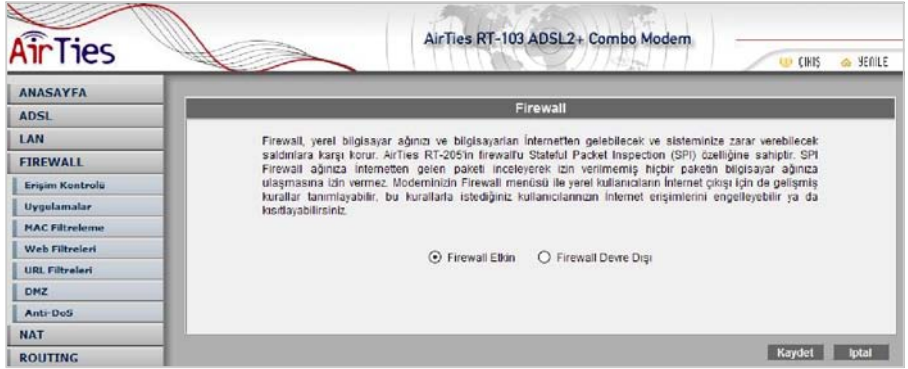 AirTies
AirTies RT-103 ADSL2+ Combo Modem
ÇIKIŞ
YENİLE
ANASAYFA
ADSL
LAN
FIREWALL
Erişim Kontrolü
Uygulamalar
MAC Filtreleme
Web Filtreleri
URL Filtreleri
DMZ
Anti-DoS
NAT
ROUTING
Firewall
Firewall, yerel bilgisayar ağınızı ve bilgisayarları İnternet'ten gelebilecek ve sisteminize zarar verebilecek
saldırılara karşı korur. AirTies RT-205'in firewall'u Stateful Packet Inspection (SPI) özelliğine sahiptir. SPI
Firewall ağınıza İnternetten gelen paketi inceleyerek izin verilmemiş hiçbir paketin bilgisayar ağınıza
ulaşmasına izin vermez. Modeminizin Firewall menüsü ile yerel kullanıcıların İnternet çıkışı için de gelişmiş
kurallar tanımlayabilir, bu kurallarla istediğiniz kullanıcılarınızın İnternet erişimlerini engelleyebilir ya da
kısıtlayabilirsiniz.
Firewall Etkin
Firewall Devre Dışı
Kaydet
Iptal